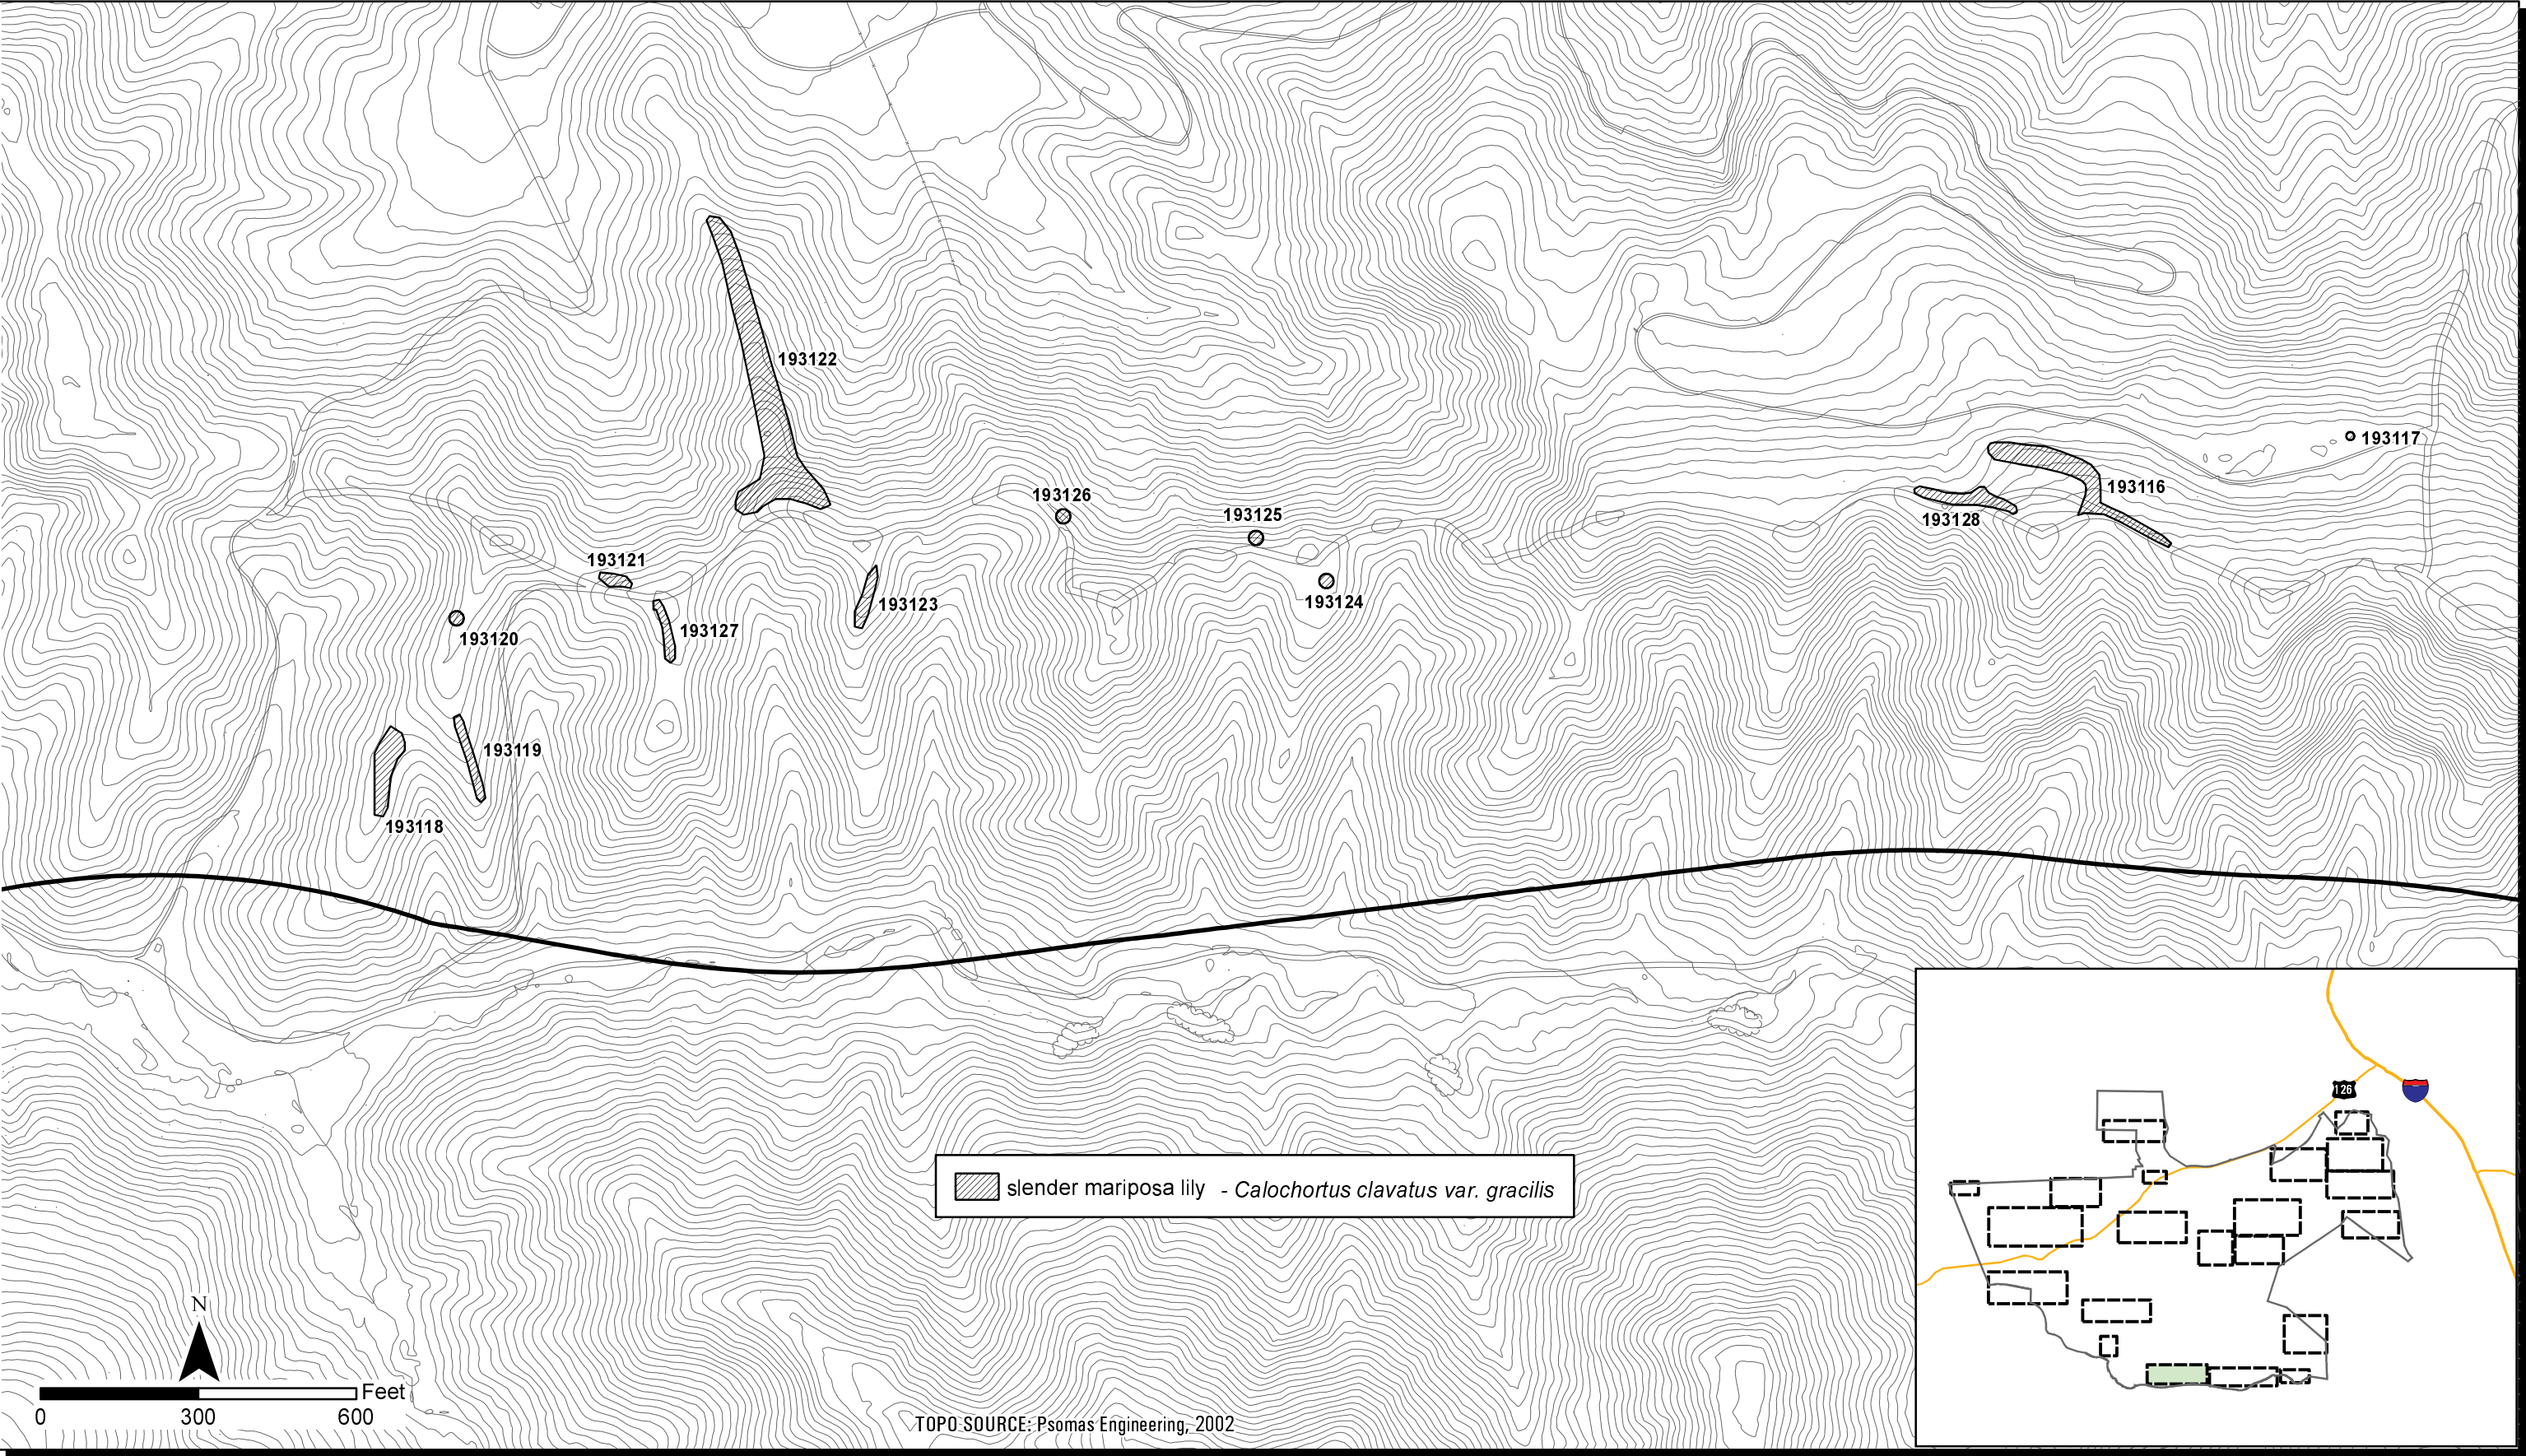 193122
193117
193116
193126
193128
193125
193121
193124
193123
193127
193120
193119
193118
126
slender mariposa lily - Calochortus clavatus var. gracilis
N
Feet
0 300 600
TOPO SOURCE: Psomas Engineering, 2002